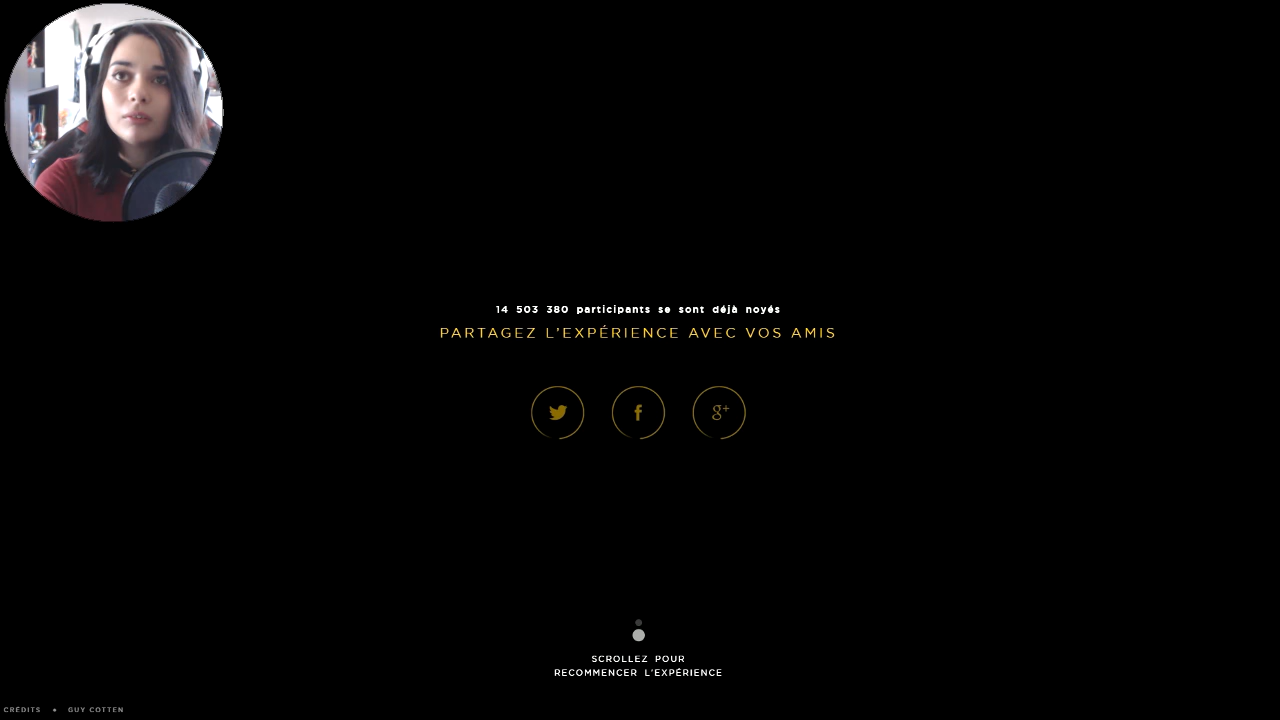 14 503 380 participants se sont déjà noyés
PARTAGEZ L'EXPÉRIENCE AVEC VOS AMIS
g+
SCROLLEZ POUR
RECOMMENCER L'EXPÉRIENCE
CRÉDITS • GUY COTTEN